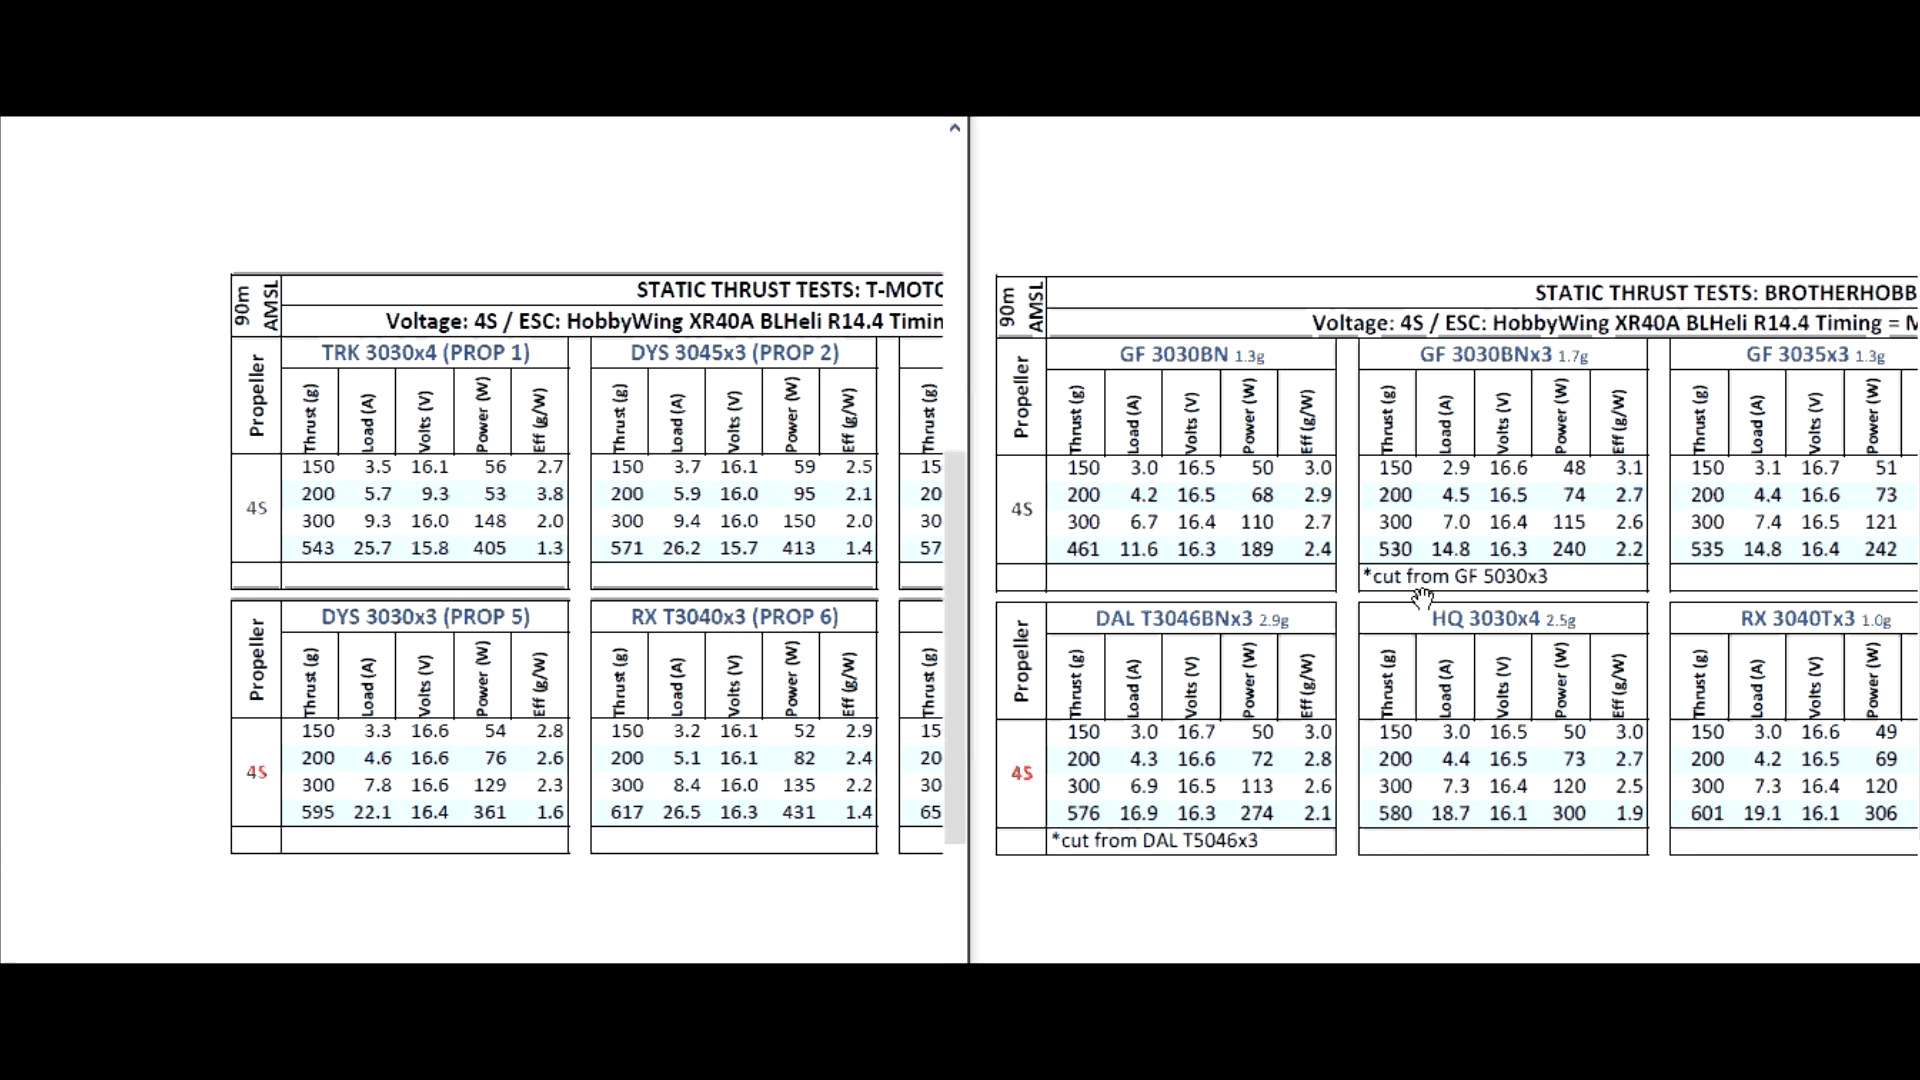 90m AMSL
STATIC THRUST TESTS: T-MOTO
Voltage: 4S / ESC: HobbyWing XR40A BLHeli R14.4 Timin
Propeller
TRK 3030x4 (PROP 1) DYS 3045x3 (PROP 2)
Thrust (g) Load (A) Volts (V) Power (W) Eff (g/W) Thrust (g) Load (A) Volts (V) Power (W) Eff (g/W) Thrust (g)
4S
150 3.5 16.1 56 2.7 150 3.7 16.1 59 2.5 15
200 5.7 9.3 53 3.8 200 5.9 16.0 95 2.1 20
300 9.3 16.0 148 2.0 300 9.4 16.0 150 2.0 30
543 25.7 15.8 405 1.3 571 26.2 15.7 413 1.4 57
Propeller
DYS 3030x3 (PROP 5) RX T3040x3 (PROP 6)
Thrust (g) Load (A) Volts (V) Power (W) Eff (g/W) Thrust (g) Load (A) Volts (V) Power (W) Eff (g/W) Thrust (g)
4S
150 3.3 16.6 54 2.8 150 3.2 16.1 52 2.9 15
200 4.6 16.6 76 2.6 200 5.1 16.1 82 2.4 20
300 7.8 16.6 129 2.3 300 8.4 16.0 135 2.2 30
595 22.1 16.4 361 1.6 617 26.5 16.3 431 1.4 65
90m AMSL
STATIC THRUST TESTS: BROTHERHOBB
Voltage: 4S / ESC: HobbyWing XR40A BLHeli R14.4 Timing = M
Propeller
GF 3030BN 1.3g GF 3030BNx3 1.7g GF 3035x3 1.3g
Thrust (g) Load (A) Volts (V) Power (W) Eff (g/W) Thrust (g) Load (A) Volts (V) Power (W) Eff (g/W) Thrust (g) Load (A) Volts (V) Power (W)
4S
150 3.0 16.5 50 3.0 150 2.9 16.6 48 3.1 150 3.1 16.7 51
200 4.2 16.5 68 2.9 200 4.5 16.5 74 2.7 200 4.4 16.6 73
300 6.7 16.4 110 2.7 300 7.0 16.4 115 2.6 300 7.4 16.5 121
461 11.6 16.3 189 2.4 530 14.8 16.3 240 2.2 535 14.8 16.4 242
*cut from GF 5030x3
Propeller
DAL T3046BNx3 2.9g HQ 3030x4 2.5g RX 3040Tx3 1.0g
Thrust (g) Load (A) Volts (V) Power (W) Eff (g/W) Thrust (g) Load (A) Volts (V) Power (W) Eff (g/W) Thrust (g) Load (A) Volts (V) Power (W)
4S
150 3.0 16.7 50 3.0 150 3.0 16.5 50 3.0 150 3.0 16.6 49
200 4.3 16.6 72 2.8 200 4.4 16.5 73 2.7 200 4.2 16.5 69
300 6.9 16.5 113 2.6 300 7.3 16.4 120 2.5 300 7.3 16.4 120
576 16.9 16.3 274 2.1 580 18.7 16.1 300 1.9 601 19.1 16.1 306
*cut from DAL T5046x3